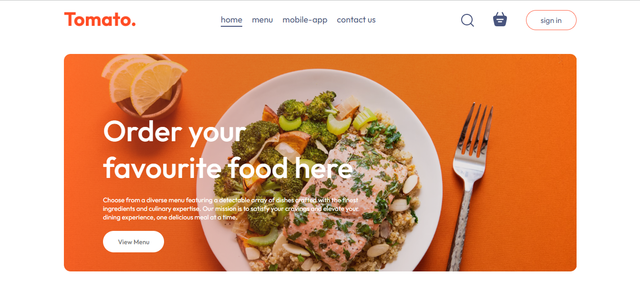 Tomato.
home menu mobile-app contact us
sign in
Order your
favourite food here
Choose from a diverse menu featuring a delectable array of dishes crafted with the finest
ingredients and culinary expertise. Our mission is to satisfy your cravings and elevate your
dining experience, one delicious meal at a time.
View Menu